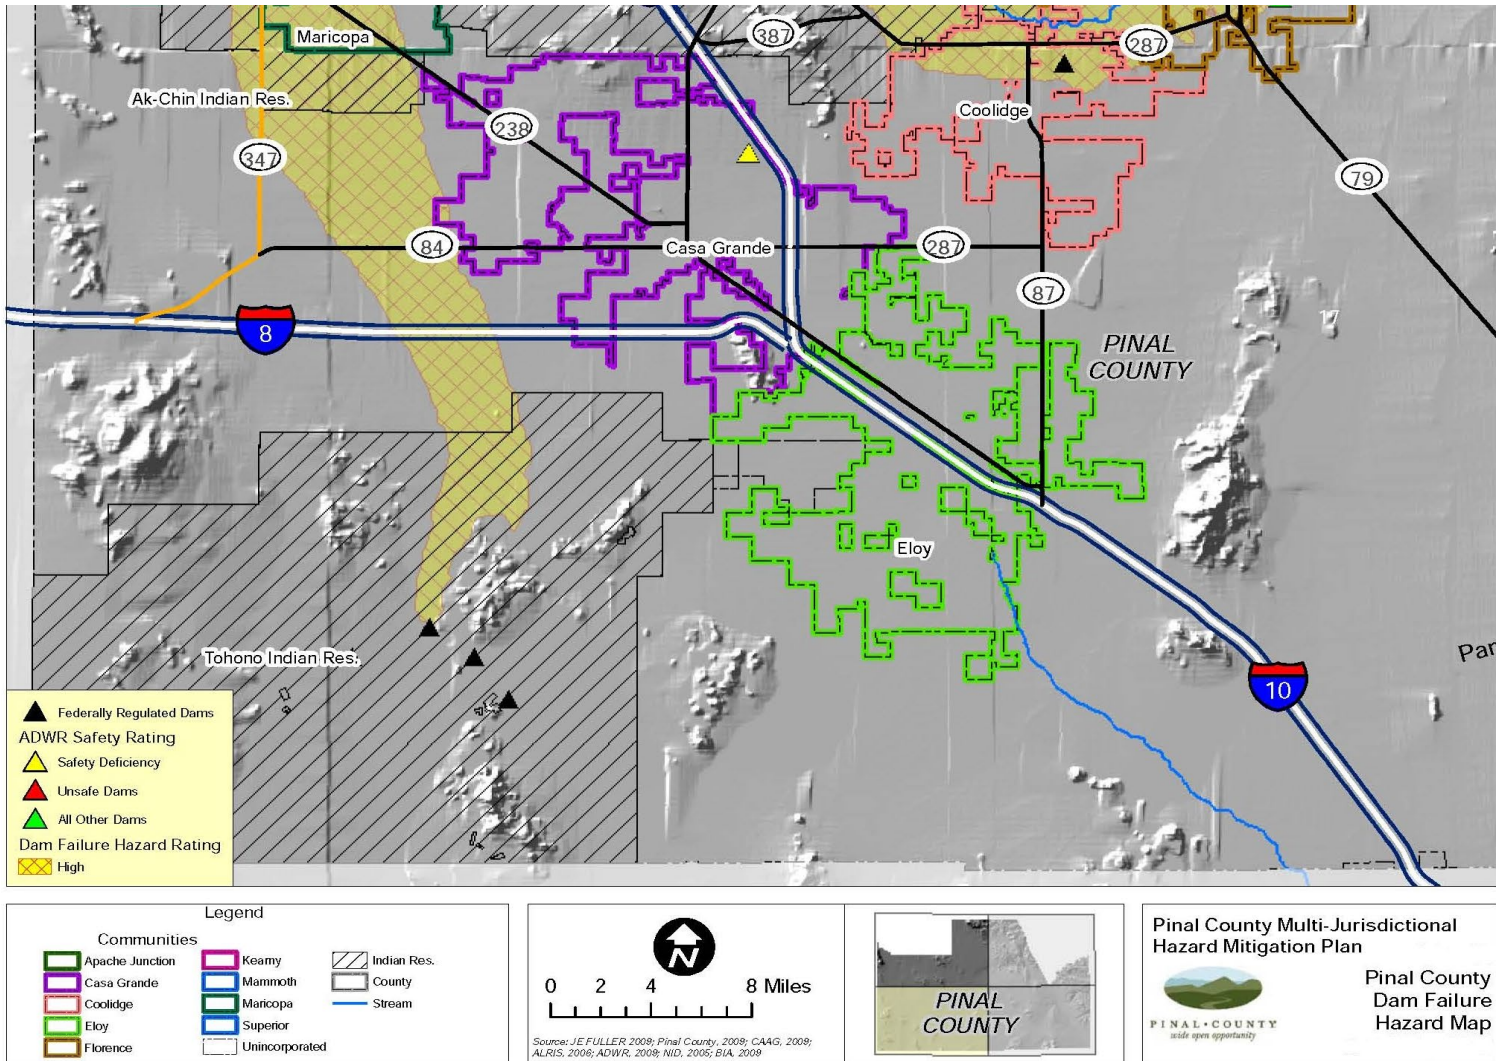 Maricopa
387
287
Ak-Chin Indian Res.
238
Coolidge
347
79
84
Casa Grande
287
87
8
17
PINAL
COUNTY
Eloy
Tohono Indian Res.
10
Federally Regulated Dams
ADWR Safety Rating
Safety Deficiency
Unsafe Dams
All Other Dams
Dam Failure Hazard Rating
High
Legend
Communities
Apache Junction
Casa Grande
Coolidge
Eloy
Florence
Kearny
Mammoth
Maricopa
Superior
Unincorporated
Indian Res.
County
Stream
N
0 2 4 8 Miles
Source: JE FULLER 2009; Pinal County, 2009; CAAG, 2009;
ALRIS, 2006; ADWR, 2009; NID, 2005; BIA, 2009
PINAL
COUNTY
Pinal County Multi-Jurisdictional
Hazard Mitigation Plan
PINAL • COUNTY
wide open opportunity
Pinal County
Dam Failure
Hazard Map